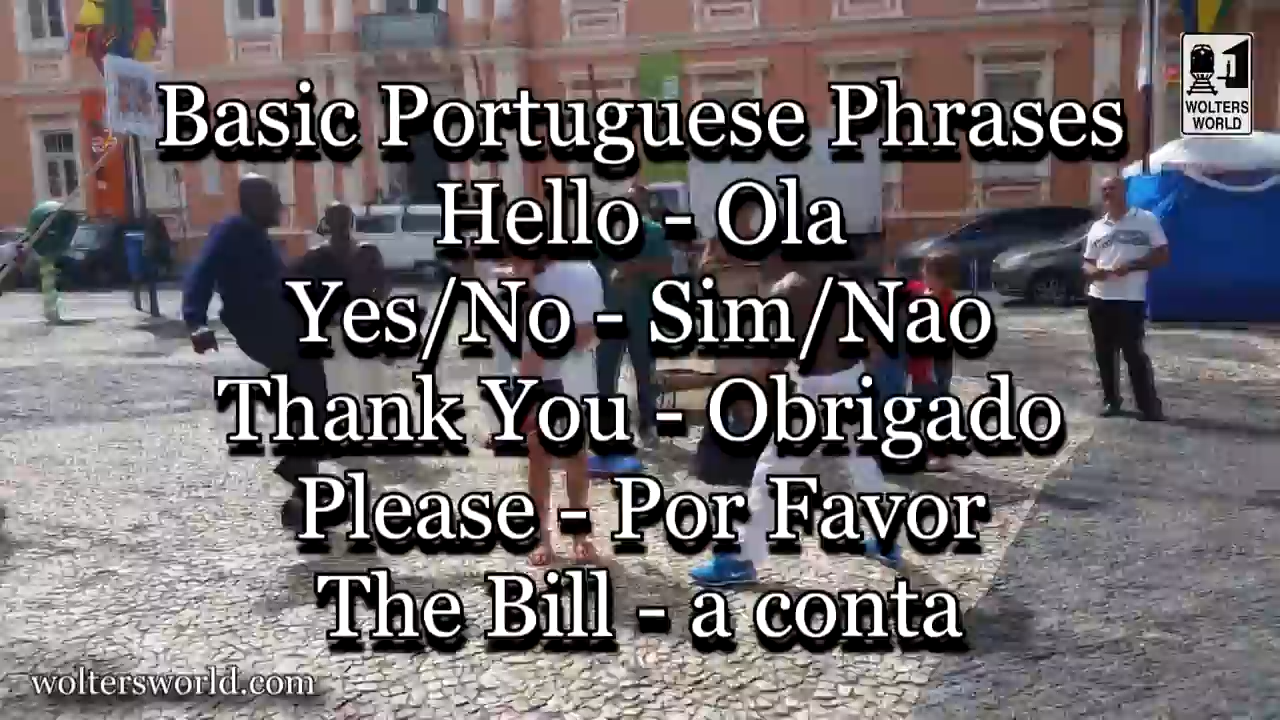 Basic Portuguese Phrases
Hello - Ola
Yes/No - Sim/Nao
Thank You - Obrigado
Please - Por Favor
The Bill - a conta
WOLTERS
WORLD
woltersworld.com